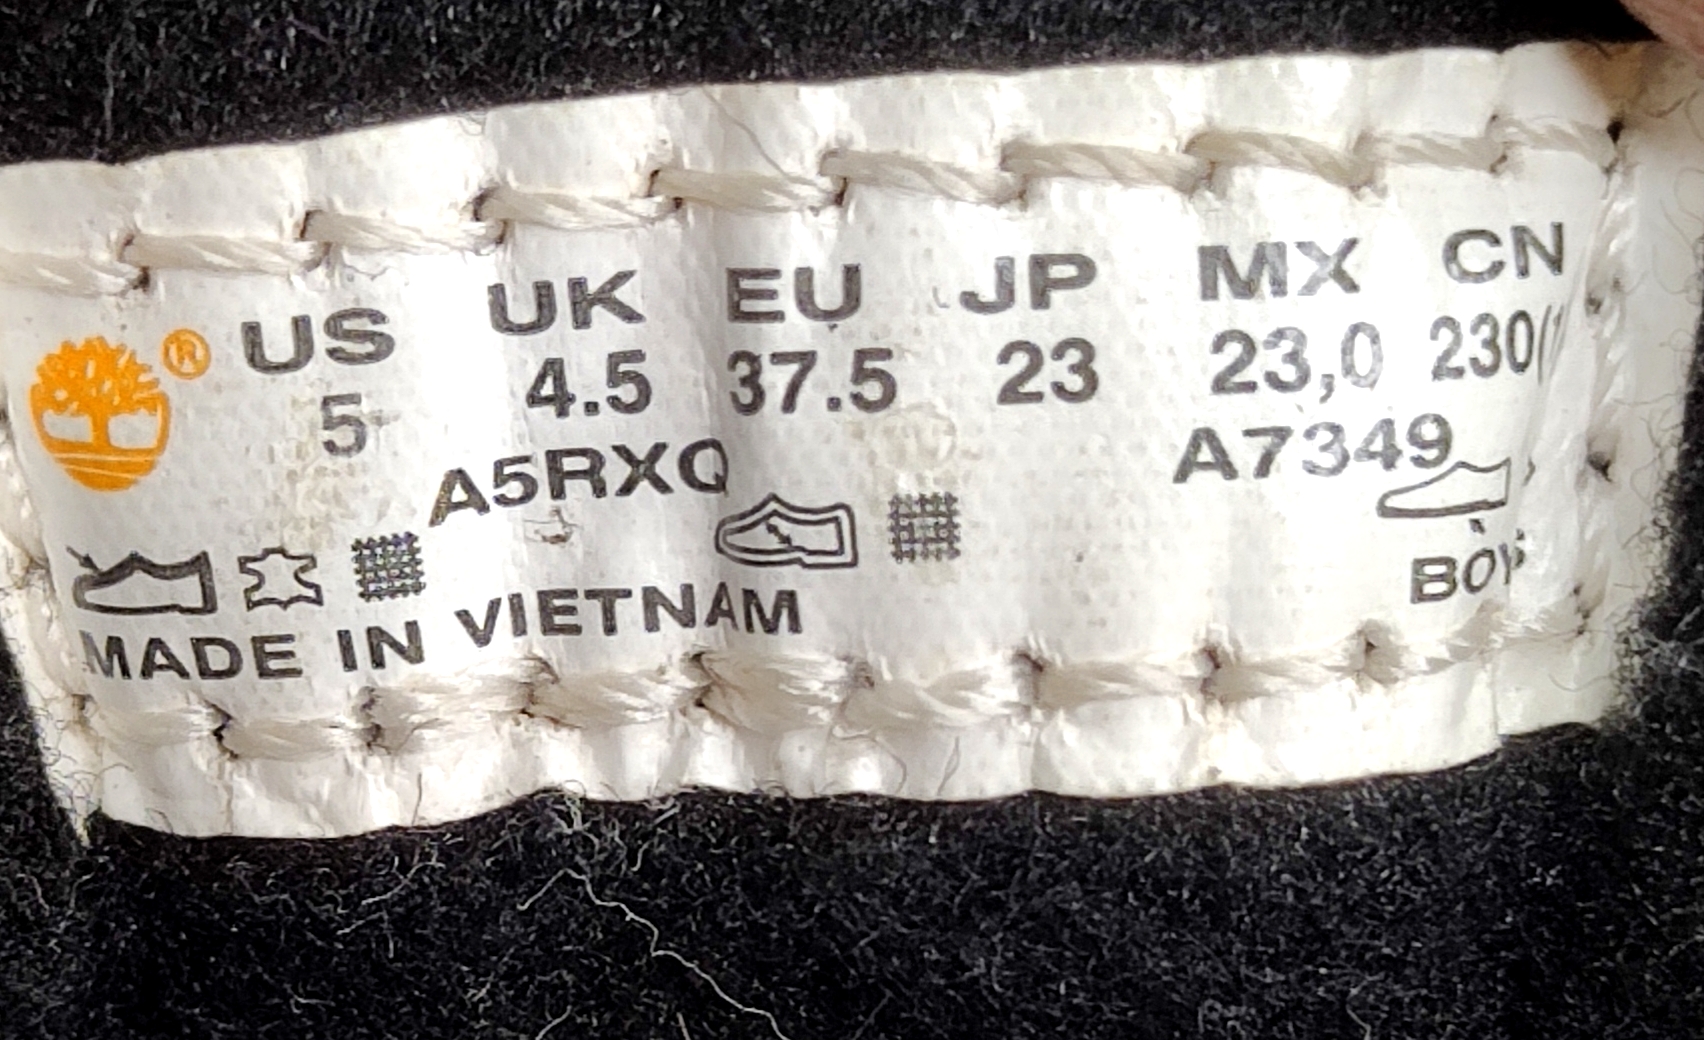 ® US UK EU JP MX CN
5 4.5 37.5 23 23,0 230(
A5RXQ A7349
MADE IN VIETNAM